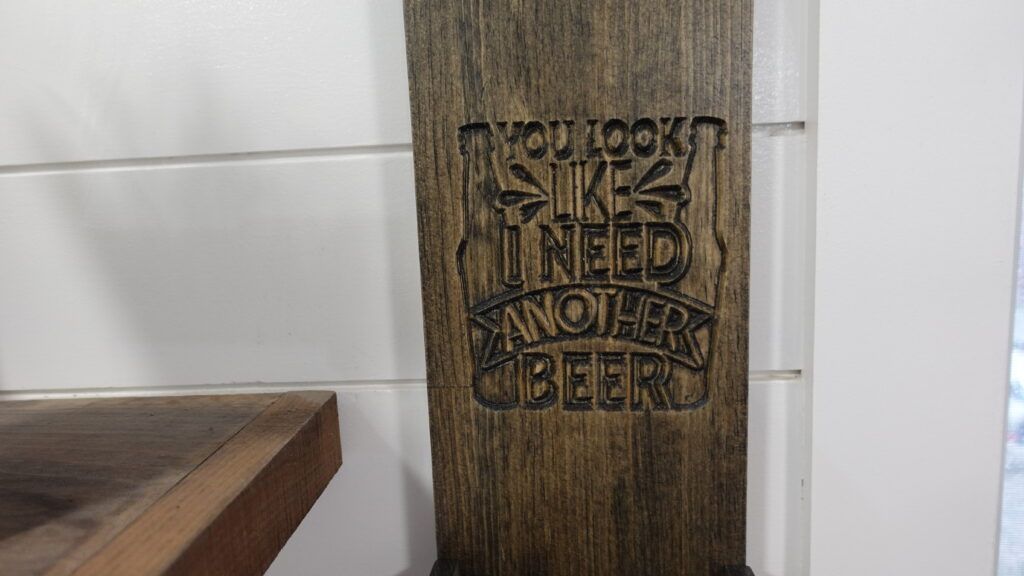 YOU LOOK
LIKE
I NEED
ANOTHER
BEER